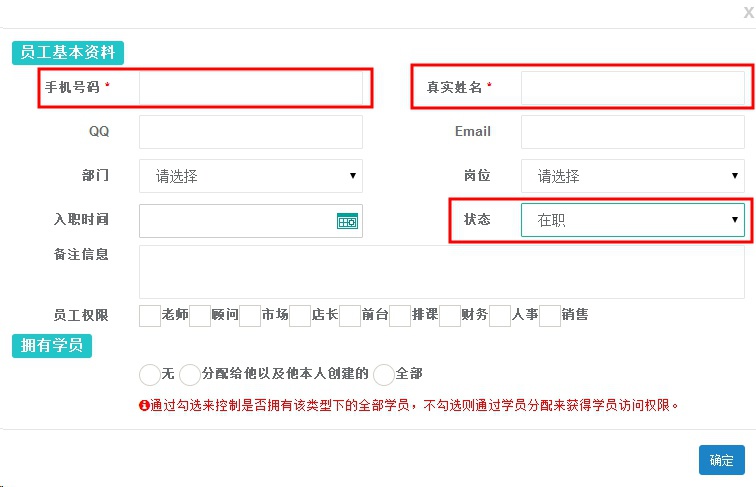 X
员工基本资料
手机号码 * 真实姓名 *
QQ Email
部门 请选择 岗位 请选择
入职时间 状态 在职
备注信息
员工权限 老师 顾问 市场 店长 前台 排课 财务 人事 销售
拥有学员
无 分配给他以及他本人创建的 全部
通过勾选来控制是否拥有该类型下的全部学员，不勾选则通过学员分配来获得学员访问权限。
确定